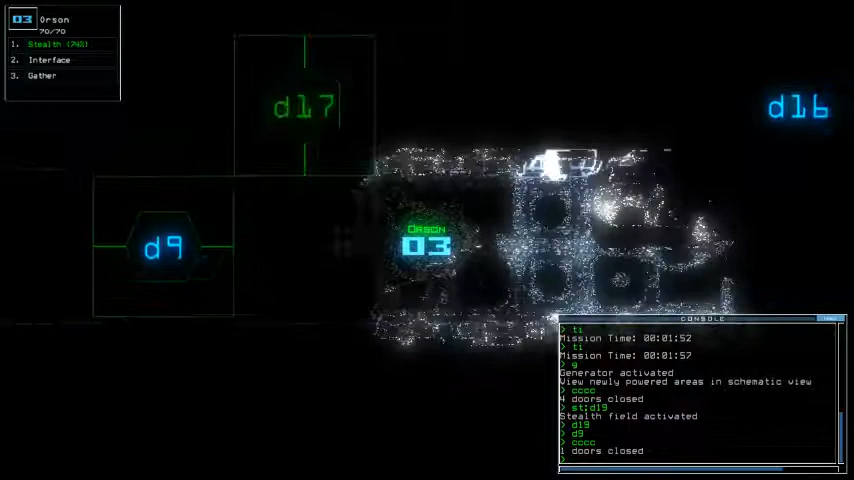 03 Orson
70/70
1. Stealth (74%)
2. Interface
3. Gather
d17
d16
d9
Orson
03
CONSOLE
> ti
Mission Time: 00:01:52
> ti
Mission Time: 00:01:57
> g
Generator activated
View newly powered areas in schematic view
> cccc
4 doors closed
> st:d19
Stealth field activated
> d19
> d9
> cccc
1 doors closed
>